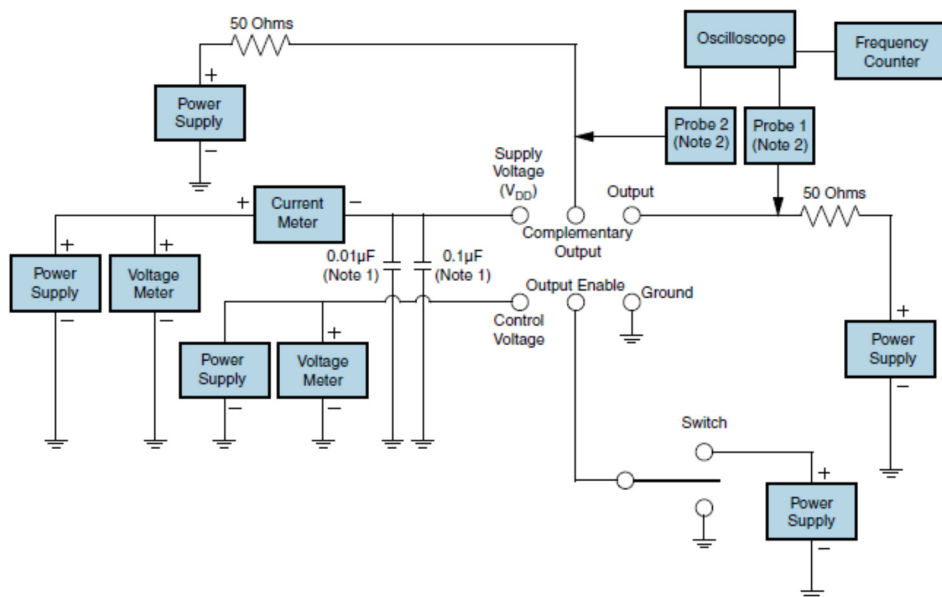 50 Ohms
Oscilloscope
Frequency
Counter
+
Power
Supply
−
Probe 2
(Note 2)
Probe 1
(Note 2)
Supply
Voltage
(VDD)
Output
50 Ohms
+
Current
Meter
−
Complementary
Output
+
Power
Supply
−
+
Voltage
Meter
−
0.01µF
(Note 1)
0.1µF
(Note 1)
Output Enable
Ground
Control
Voltage
Power
Supply
−
+
Voltage
Meter
−
+
Power
Supply
−
Switch
+
Power
Supply
−